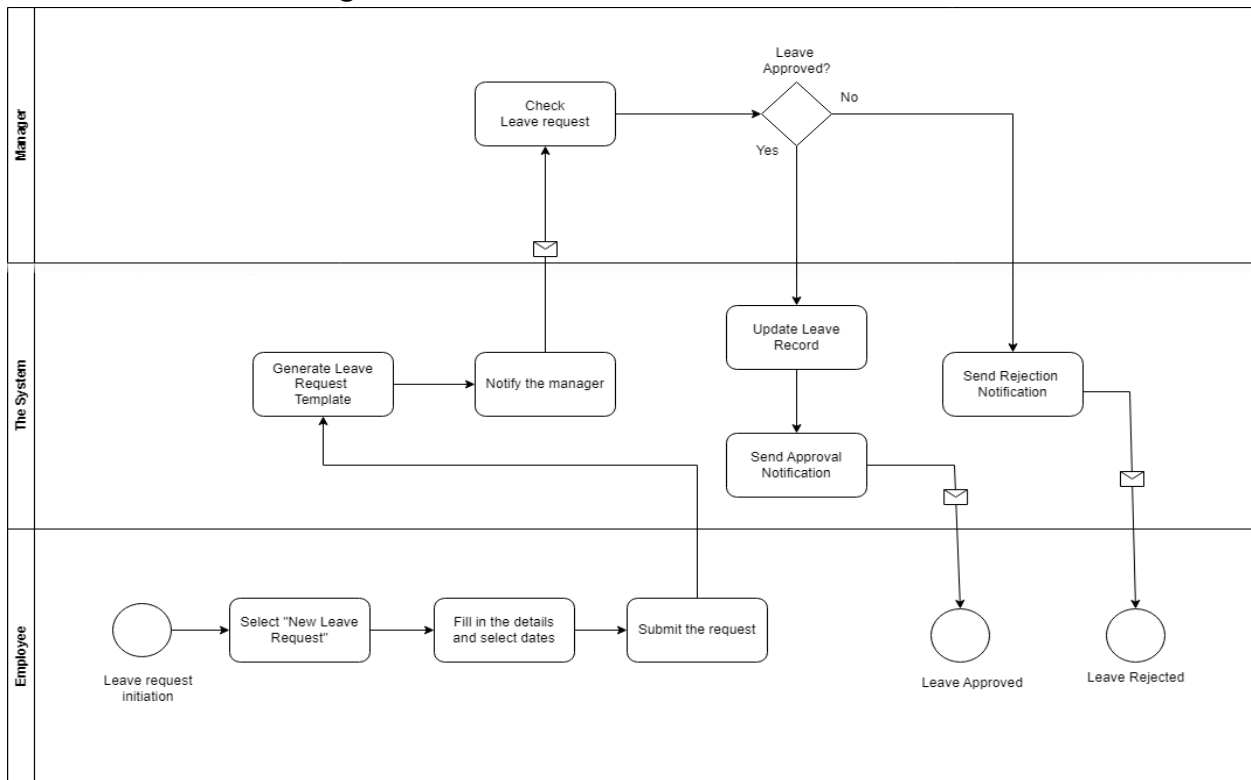 Manager
Leave
Approved?
Check
Leave request
No
Yes
The System
Update Leave
Record
Generate Leave
Request
Template
Notify the manager
Send Rejection
Notification
Send Approval
Notification
Employee
Select "New Leave
Request"
Fill in the details
and select dates
Submit the request
Leave request
initiation
Leave Approved
Leave Rejected